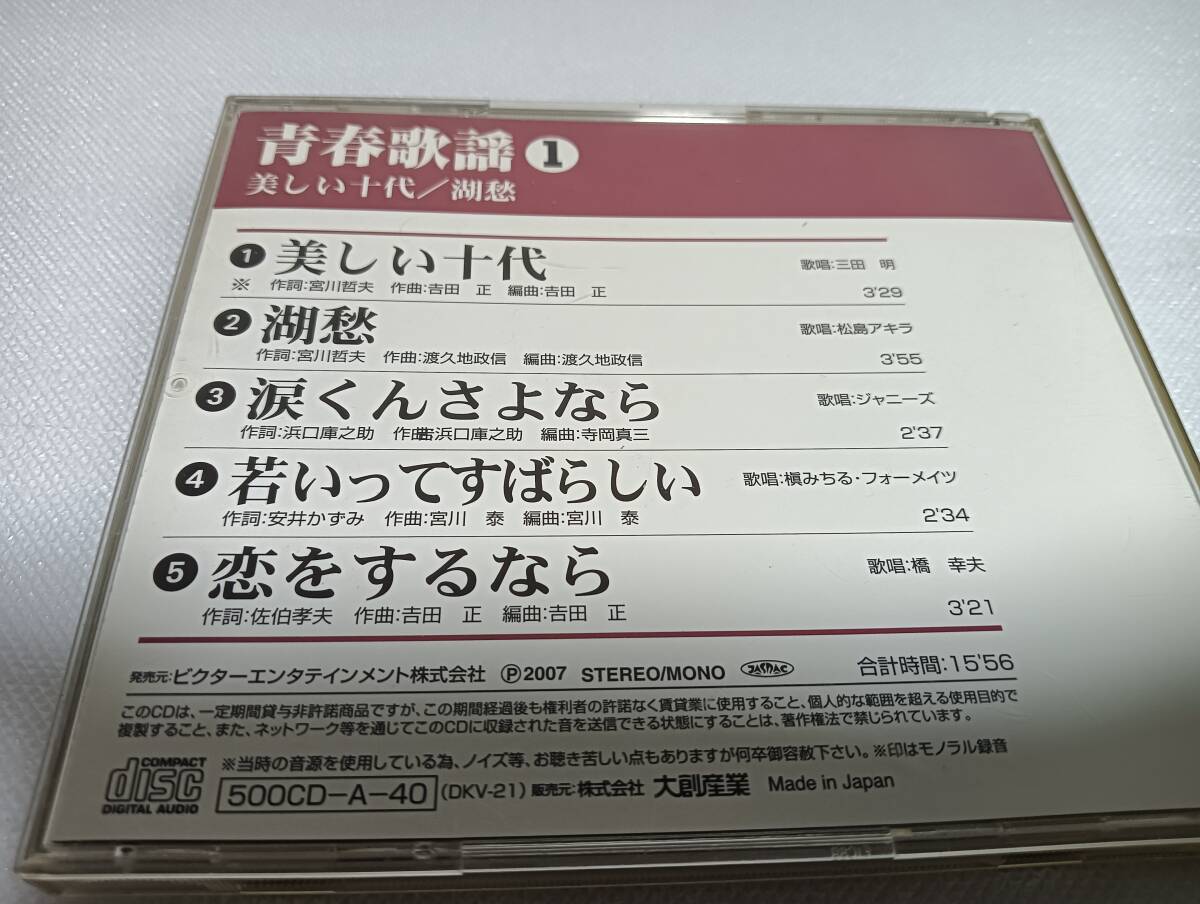 青春歌謡 1
美しい十代／湖愁
1 美しい十代 歌唱:三田 明
※ 作詞:宮川哲夫 作曲:吉田 正 編曲:吉田 正 3'29
2 湖愁 歌唱:松島アキラ
作詞:宮川哲夫 作曲:渡久地政信 編曲:渡久地政信 3'55
3 涙くんさよなら 歌唱:ジャニーズ
作詞:浜口庫之助 作曲:浜口庫之助 編曲:寺岡真三 2'37
4 若いってすばらしい 歌唱:槇みちる・フォーメイツ
作詞:安井かずみ 作曲:宮川 泰 編曲:宮川 泰 2'34
5 恋をするなら 歌唱:橋 幸夫
作詞:佐伯孝夫 作曲:吉田 正 編曲:吉田 正 3'21
発売元:ビクターエンタテインメント株式会社 Ⓟ2007 STEREO/MONO JASRAC 合計時間:15'56
このCDは、一定期間貸与非許諾商品ですが、この期間経過後も権利者の許諾なく賃貸業に使用すること、個人的な範囲を超える使用目的で
複製すること、また、ネットワーク等を通じてこのCDに収録された音を送信できる状態にすることは、著作権法で禁じられています。
COMPACT disc DIGITAL AUDIO
※当時の音源を使用している為、ノイズ等、お聴き苦しい点もありますが何卒御容赦下さい。※印はモノラル録音
500CD-A-40 (DKV-21) 販売元:株式会社 大創産業 Made in Japan